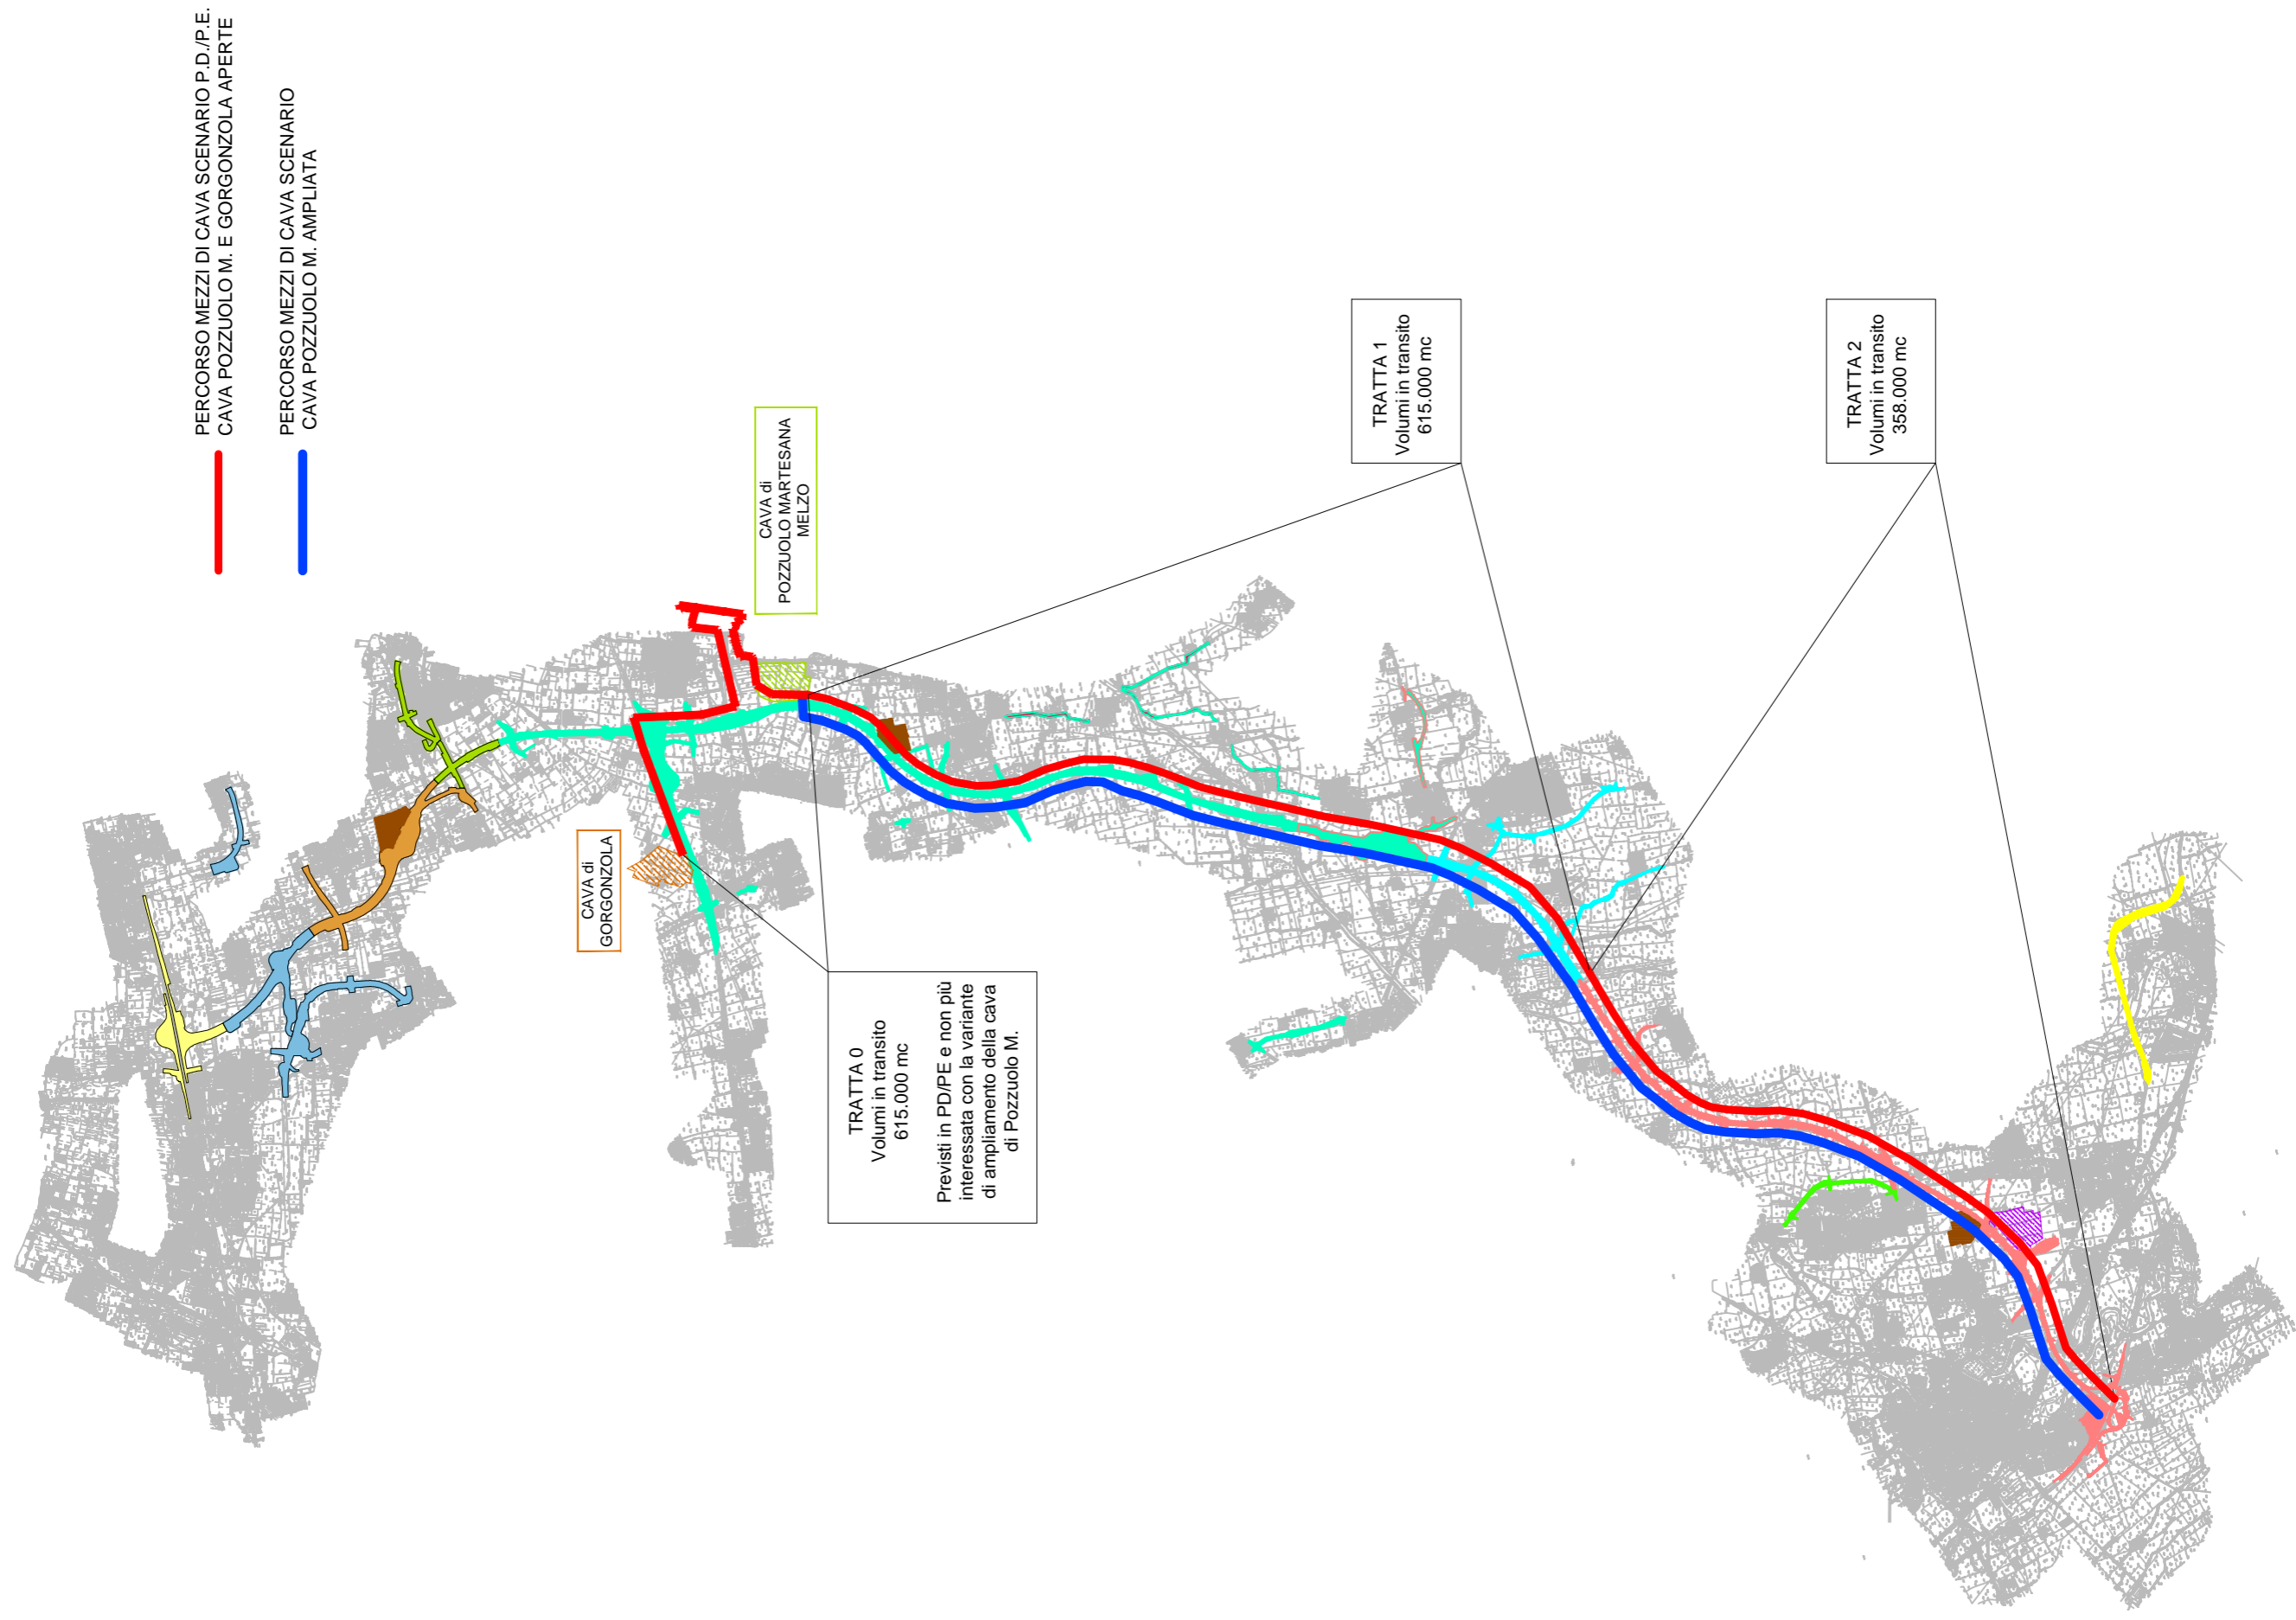 PERCORSO MEZZI DI CAVA SCENARIO P.D./P.E.
CAVA POZZUOLO M. E GORGONZOLA APERTE
PERCORSO MEZZI DI CAVA SCENARIO
CAVA POZZUOLO M. AMPLIATA
CAVA di
GORGONZOLA
CAVA di
POZZUOLO MARTESANA
MELZO
TRATTA 0
Volumi in transito
615.000 mc
Previsti in PD/PE e non più
interessata con la variante
di ampliamento della cava
di Pozzuolo M.
TRATTA 1
Volumi in transito
615.000 mc
TRATTA 2
Volumi in transito
358.000 mc